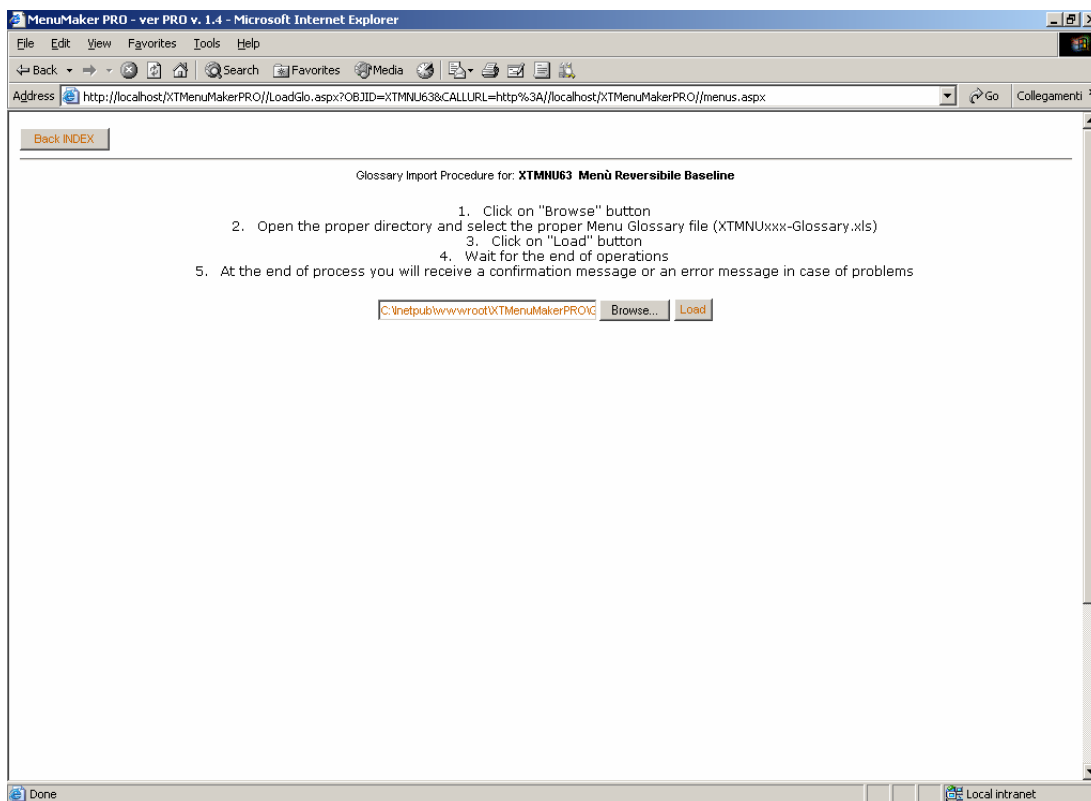 MenuMaker PRO - ver PRO v. 1.4 - Microsoft Internet Explorer
File Edit View Favorites Tools Help
Back Search Favorites Media
Address http://localhost/XTMenuMakerPRO//LoadGlo.aspx?OBJID=XTMNU63&CALLURL=http%3A//localhost/XTMenuMakerPRO//menus.aspx Go Collegamenti
Back INDEX
Glossary Import Procedure for: XTMNU63 Menù Reversibile Baseline
1. Click on "Browse" button
2. Open the proper directory and select the proper Menu Glossary file (XTMNUxxx-Glossary.xls)
3. Click on "Load" button
4. Wait for the end of operations
5. At the end of process you will receive a confirmation message or an error message in case of problems
C:\Inetpub\wwwroot\XTMenuMakerPRO\G Browse... Load
Done Local intranet